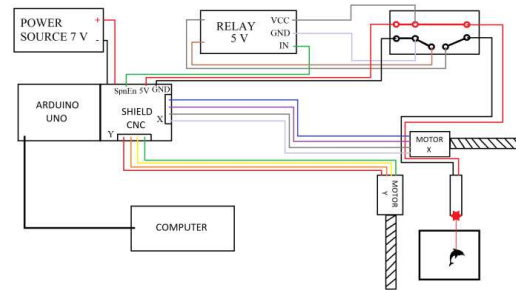 POWER
SOURCE 7 V
+
-
RELAY
5 V
VCC
GND
IN
SpnEn 5V GND
ARDUINO
UNO
SHIELD
CNC
X
Y
MOTOR
X
MOTOR
Y
COMPUTER